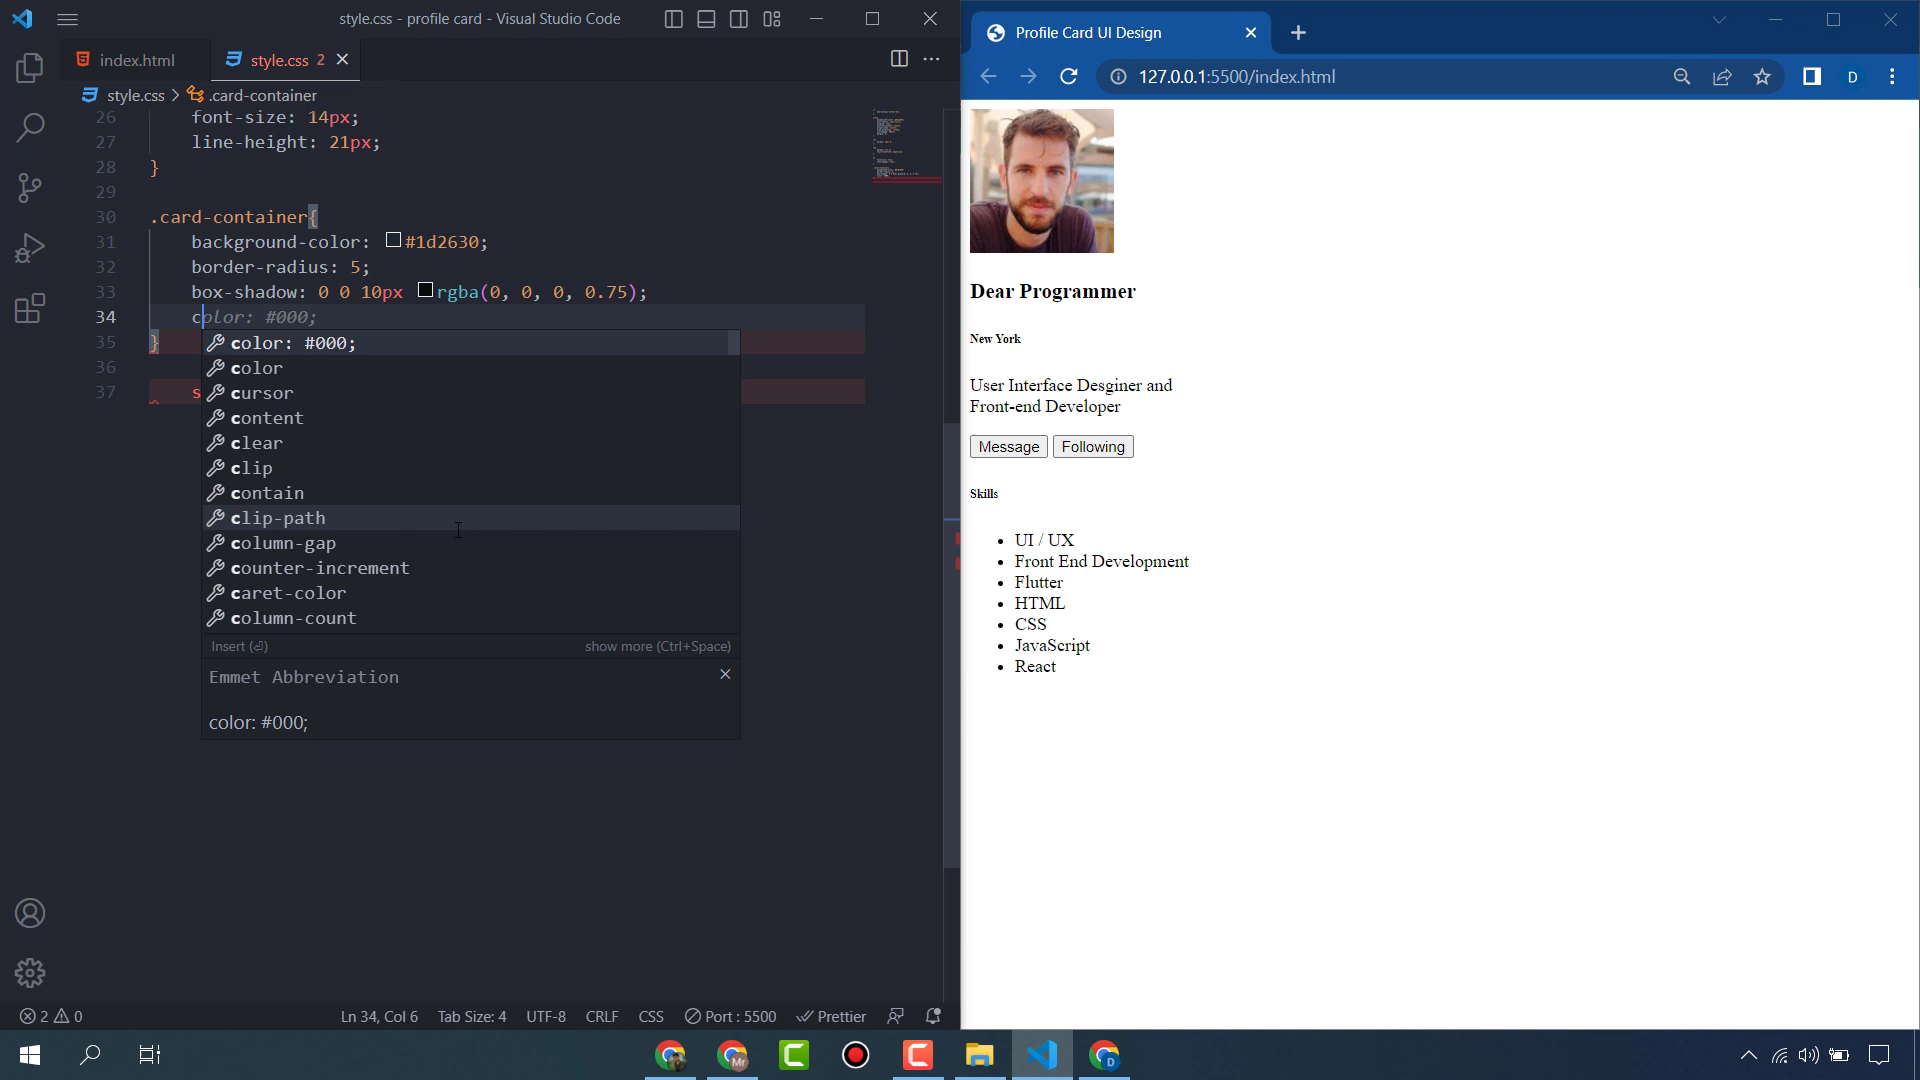 style.css - profile card - Visual Studio Code
index.html
style.css 2
style.css > .card-container
26 font-size: 14px;
27 line-height: 21px;
28 }
29
30 .card-container{
31 background-color: #1d2630;
32 border-radius: 5;
33 box-shadow: 0 0 10px rgba(0, 0, 0, 0.75);
34 color: #000;
35 }
36
37 s
color: #000;
color
cursor
content
clear
clip
contain
clip-path
column-gap
counter-increment
caret-color
column-count
Insert (⏎) show more (Ctrl+Space)
Emmet Abbreviation
color: #000;
2 0 Ln 34, Col 6 Tab Size: 4 UTF-8 CRLF CSS Port : 5500 Prettier
Profile Card UI Design
127.0.0.1:5500/index.html
D
Dear Programmer
New York
User Interface Desginer and
Front-end Developer
Message Following
Skills
UI / UX
Front End Development
Flutter
HTML
CSS
JavaScript
React
Mr
D